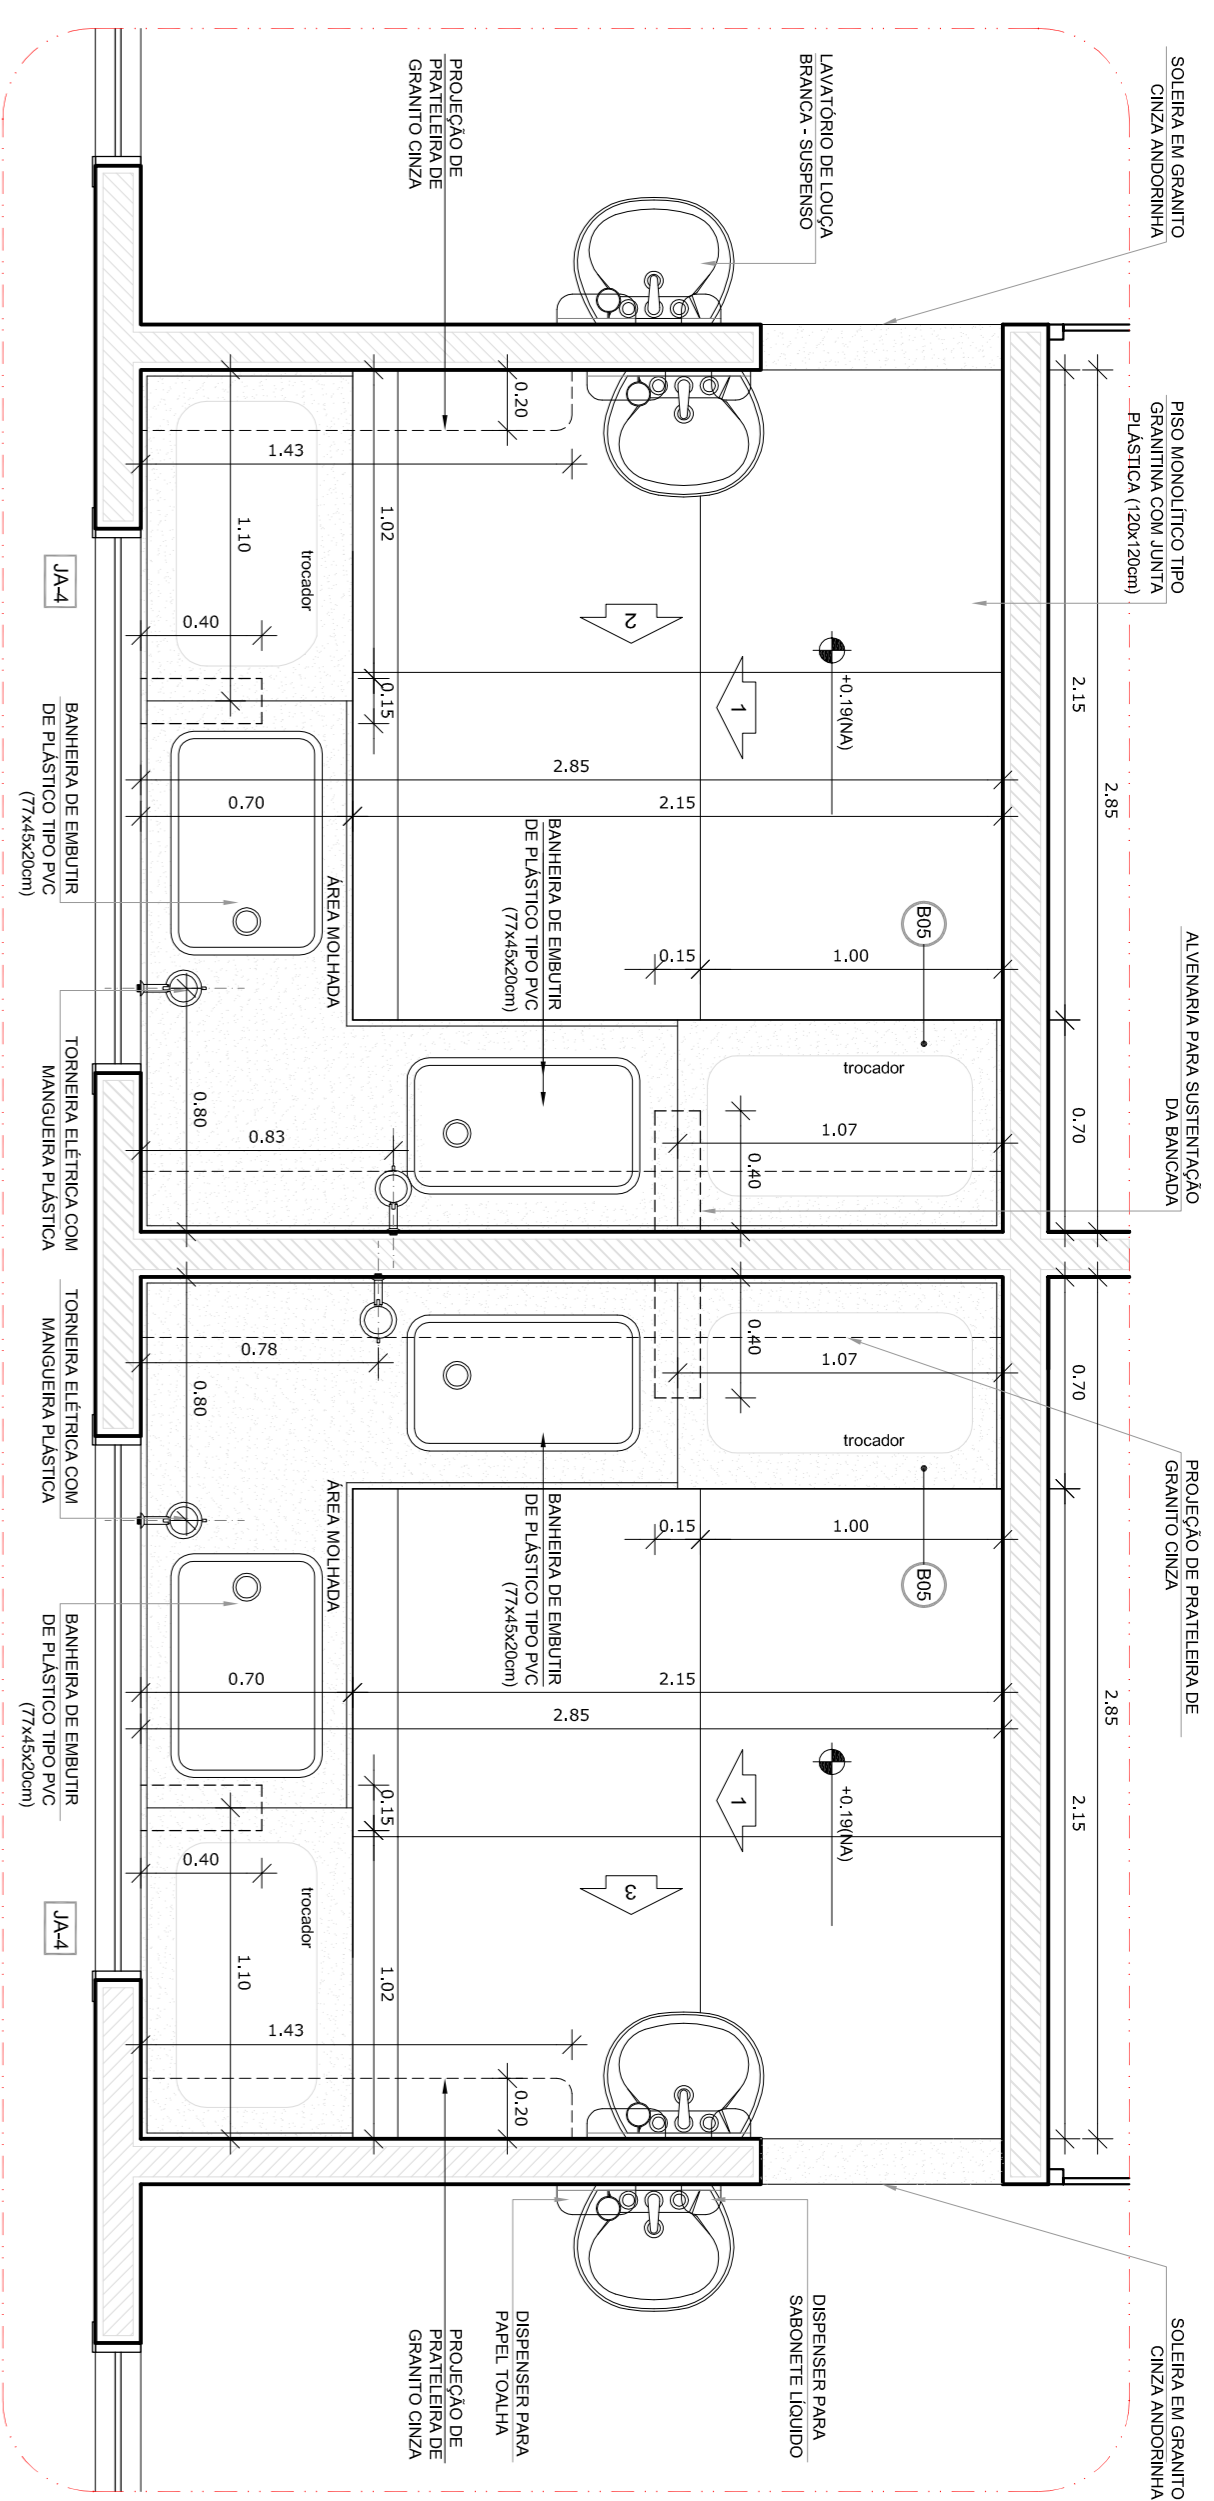 SOLEIRA EM GRANITO
CINZA ANDORINHA
LAVATÓRIO DE LOUÇA
BRANCA - SUSPENSO
PROJEÇÃO DE
PRATELEIRA DE
GRANITO CINZA
PISO MONOLÍTICO TIPO
GRANITINA COM JUNTA
PLÁSTICA (120x120cm)
2.85
2.15
0.70
0.20
1.43
1.02
1.10
trocador
0.40
0.15
JA-4
2
1
+0.19(NA)
2.85
0.70
2.15
BANHEIRA DE EMBUTIR
DE PLÁSTICO TIPO PVC
(77x45x20cm)
BANHEIRA DE EMBUTIR
DE PLÁSTICO TIPO PVC
(77x45x20cm)
ÁREA MOLHADA
B05
0.15
1.00
ALVENARIA PARA SUSTENTAÇÃO
DA BANCADA
trocador
1.07
0.40
0.83
0.80
TORNEIRA ELÉTRICA COM
MANGUEIRA PLÁSTICA
TORNEIRA ELÉTRICA COM
MANGUEIRA PLÁSTICA
0.80
0.78
0.40
1.07
trocador
0.70
2.85
2.15
PROJEÇÃO DE PRATELEIRA DE
GRANITO CINZA
B05
0.15
1.00
ÁREA MOLHADA
BANHEIRA DE EMBUTIR
DE PLÁSTICO TIPO PVC
(77x45x20cm)
BANHEIRA DE EMBUTIR
DE PLÁSTICO TIPO PVC
(77x45x20cm)
0.70
2.15
2.85
+0.19(NA)
1
3
0.15
0.40
trocador
JA-4
1.10
1.02
1.43
0.20
DISPENSER PARA
SABONETE LÍQUIDO
DISPENSER PARA
PAPEL TOALHA
PROJEÇÃO DE
PRATELEIRA DE
GRANITO CINZA
SOLEIRA EM GRANITO
CINZA ANDORINHA